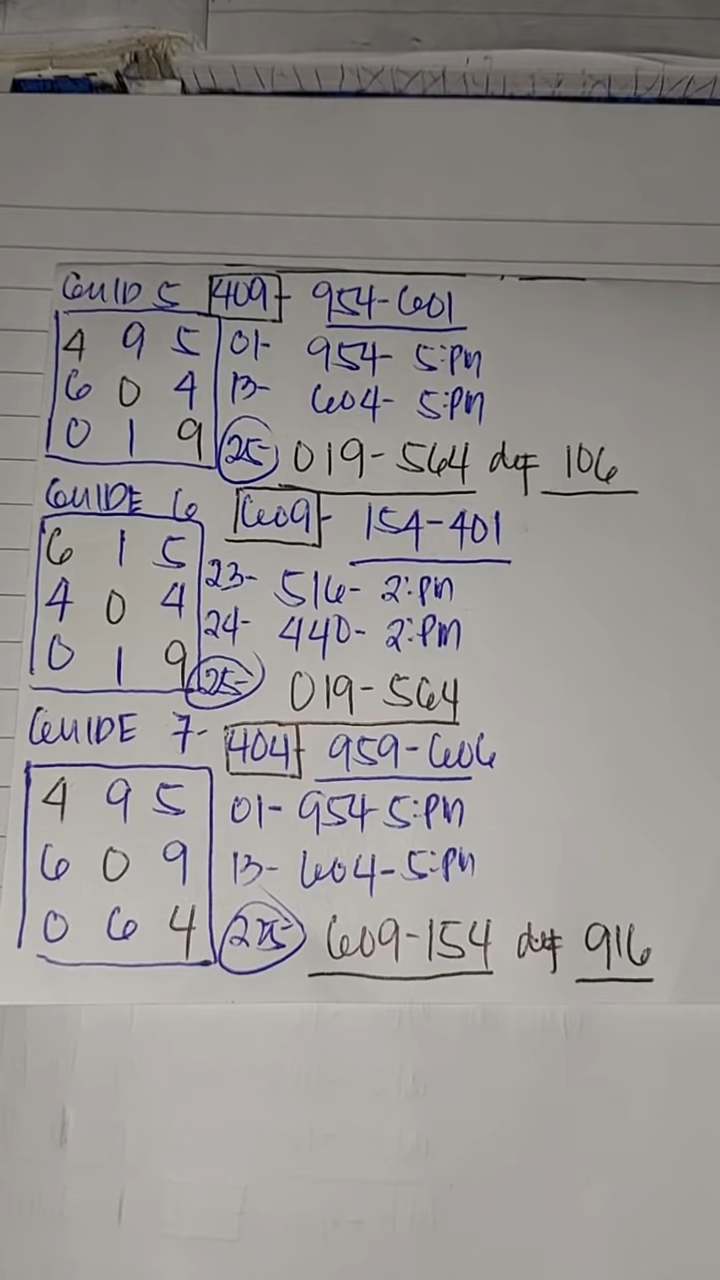 GUID 5 409- 954-601
4 9 5 01- 954- 5:PM
6 0 4 13- 604- 5:PM
0 1 9 25- 019-564 def 106
GUIDE 6 609- 154-401
6 1 5 23- 516- 2:PM
4 0 4 24- 440- 2:PM
0 1 9 25- 019-564
GUIDE 7- 404- 959-606
4 9 5 01- 954-5:PM
6 0 9 13- 604-5:PM
0 6 4 25- 609-154 def 916